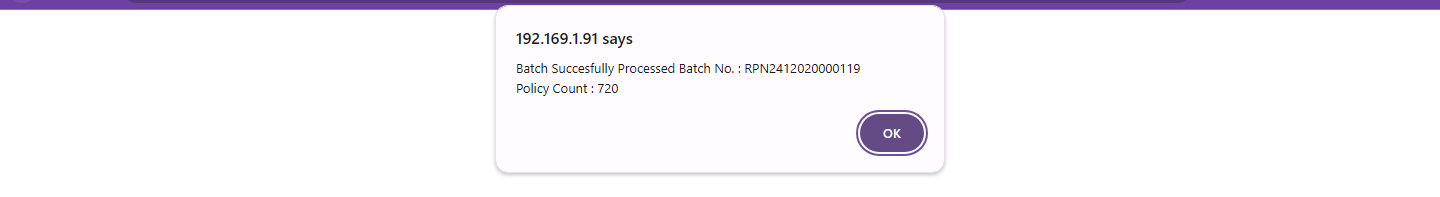 192.169.1.91 says
Batch Succesfully Processed Batch No. : RPN2412020000119
Policy Count : 720
OK